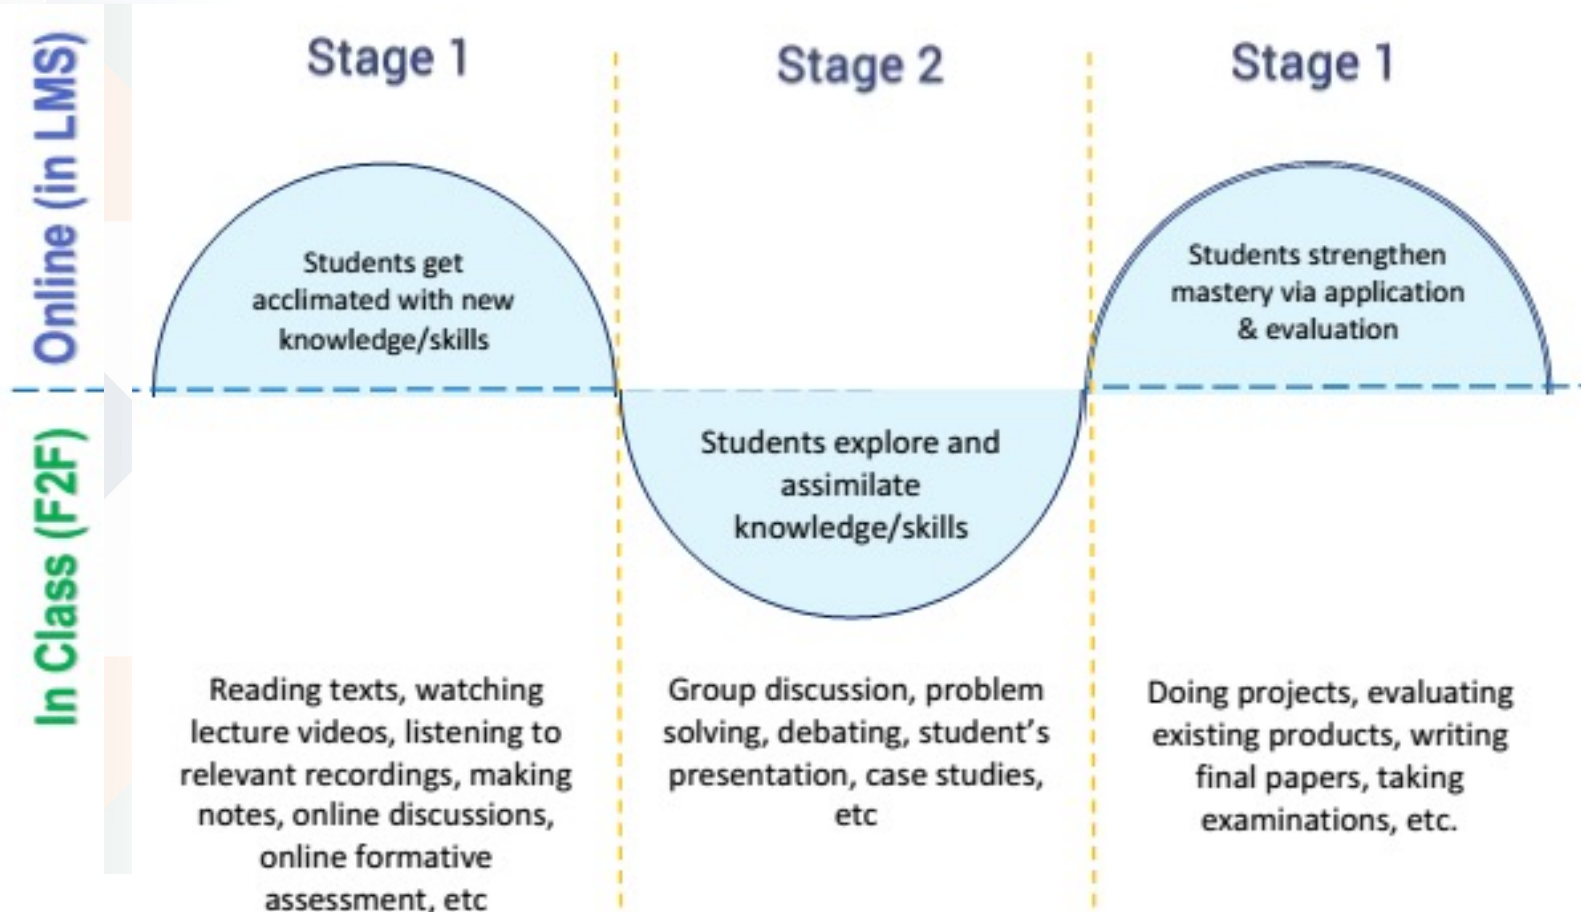 Online (in LMS)
In Class (F2F)
Stage 1
Students get
acclimated with new
knowledge/skills
Reading texts, watching
lecture videos, listening to
relevant recordings, making
notes, online discussions,
online formative
assessment, etc
Stage 2
Students explore and
assimilate
knowledge/skills
Group discussion, problem
solving, debating, student’s
presentation, case studies,
etc
Stage 1
Students strengthen
mastery via application
& evaluation
Doing projects, evaluating
existing products, writing
final papers, taking
examinations, etc.